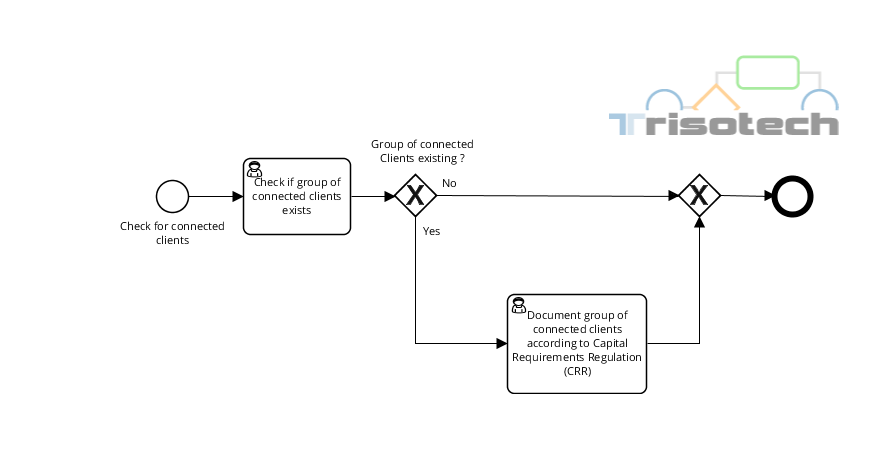 Trisotech
Group of connected
Clients existing ?
Check if group of
connected clients
exists
No
Check for connected
clients
Yes
Document group of
connected clients
according to Capital
Requirements Regulation
(CRR)